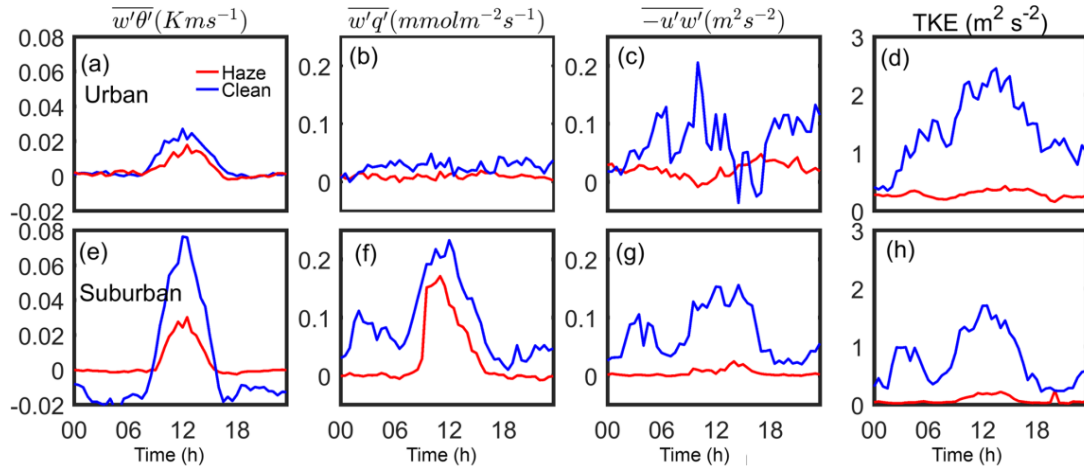 w'θ'(Kms⁻¹) w'q'(mmolm⁻²s⁻¹) -u'w'(m²s⁻²) TKE (m² s⁻²)
0.08 0.2 0.2 3
(a) Haze (b) (c) (d)
Urban Clean
0.06
0.04 0.1 0.1 2
0.02 1
0 0 0
-0.02 0
0.08 3
(e) (f) (g) (h)
0.06 0.2 0.2
Suburban 2
0.04
0.02 0.1 0.1 1
0 0 0
-0.02 0
00 06 12 18 00 06 12 18 00 06 12 18 00 06 12 18
Time (h) Time (h) Time (h) Time (h)